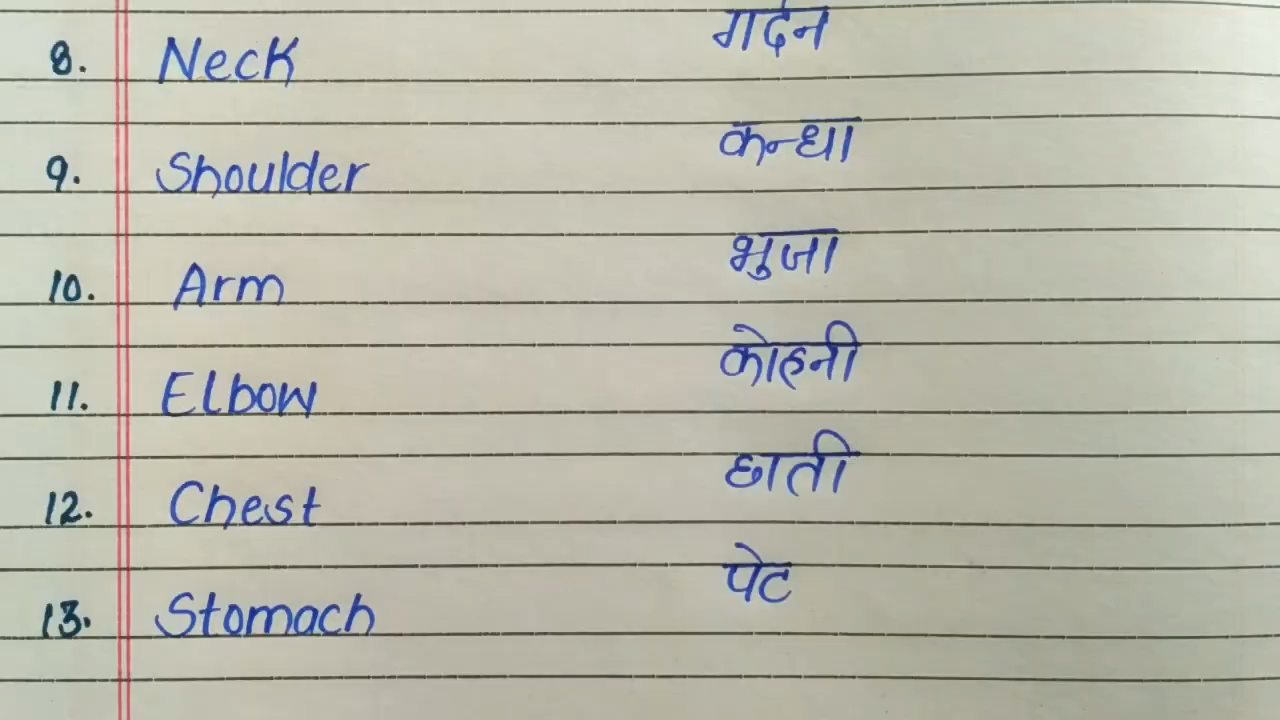 8. Neck गर्दन
9. Shoulder कन्धा
10. Arm भुजा
11. Elbow कोहनी
12. Chest छाती
13. Stomach पेट